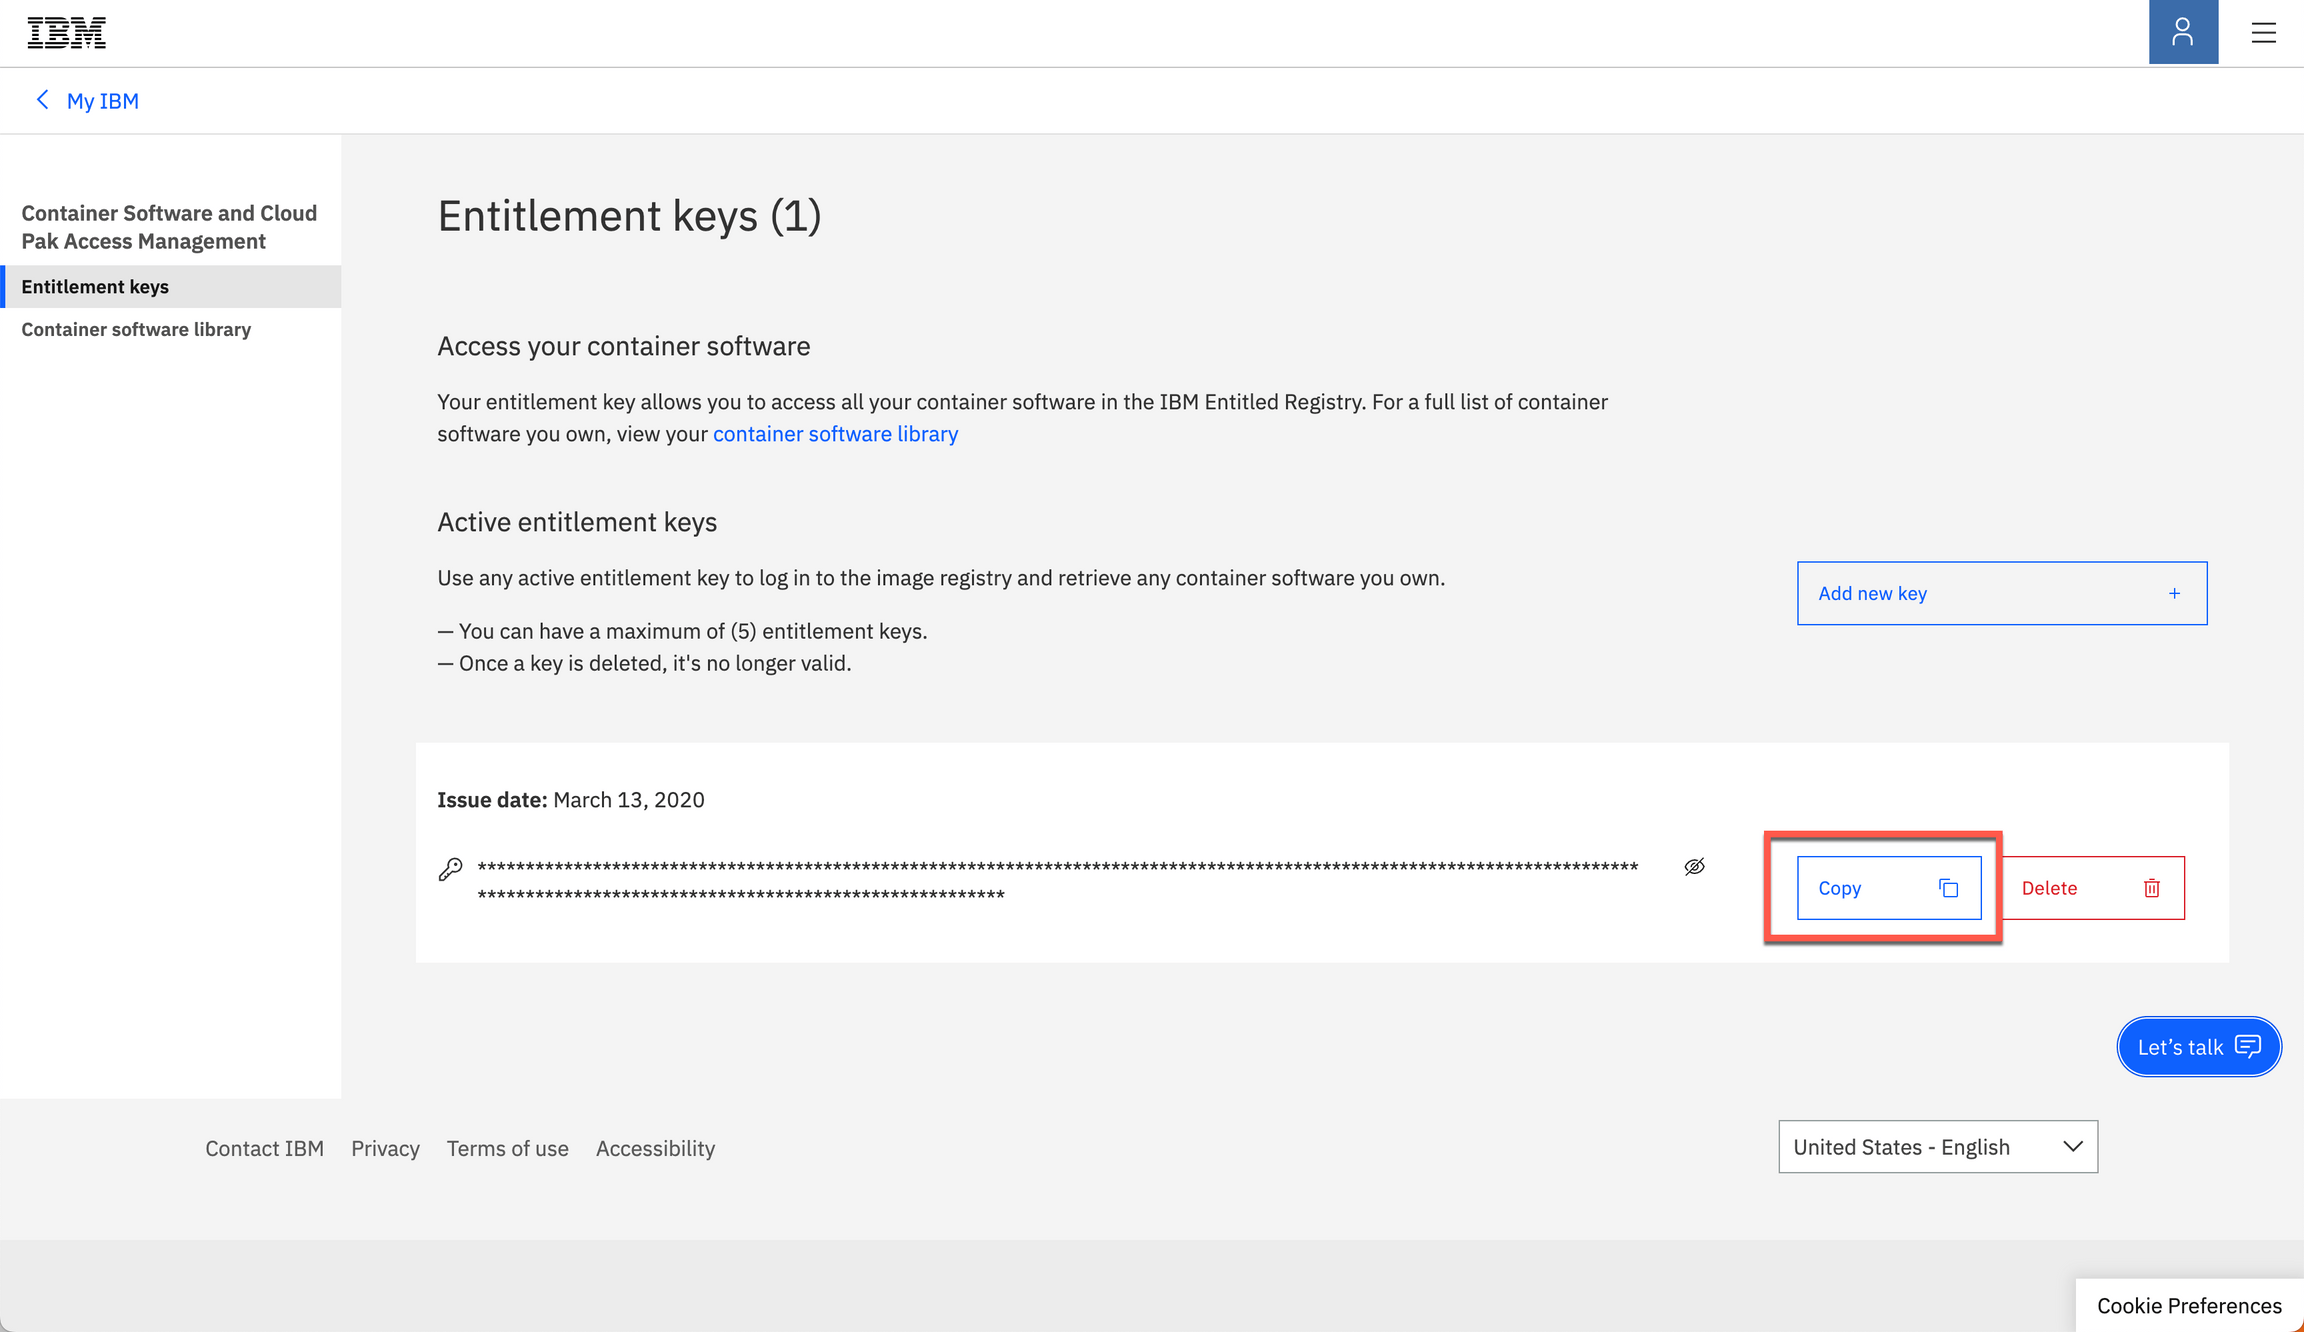 IBM
My IBM
Container Software and Cloud
Pak Access Management
Entitlement keys
Container software library
Entitlement keys (1)
Access your container software
Your entitlement key allows you to access all your container software in the IBM Entitled Registry. For a full list of container
software you own, view your container software library
Active entitlement keys
Use any active entitlement key to log in to the image registry and retrieve any container software you own.
— You can have a maximum of (5) entitlement keys.
— Once a key is deleted, it's no longer valid.
Add new key +
Issue date: March 13, 2020
*************************************************************************************************************************
*******************************************************
Copy
Delete
Let’s talk
Contact IBM Privacy Terms of use Accessibility
United States - English
Cookie Preferences